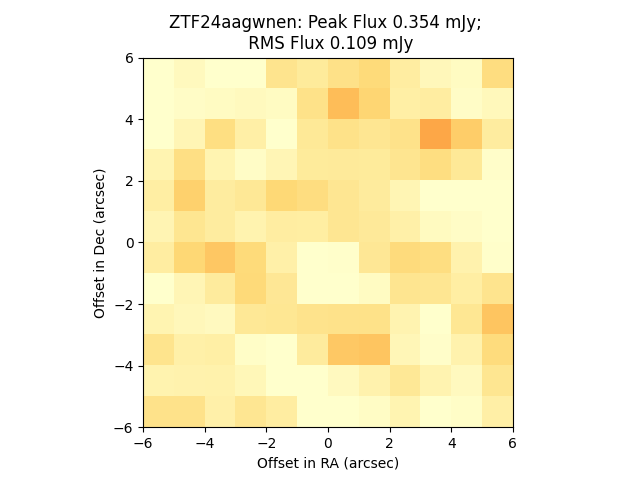 ZTF24aagwnen: Peak Flux 0.354 mJy;
RMS Flux 0.109 mJy
6
4
2
0
−2
−4
−6
Offset in Dec (arcsec)
−6 −4 −2 0 2 4 6
Offset in RA (arcsec)